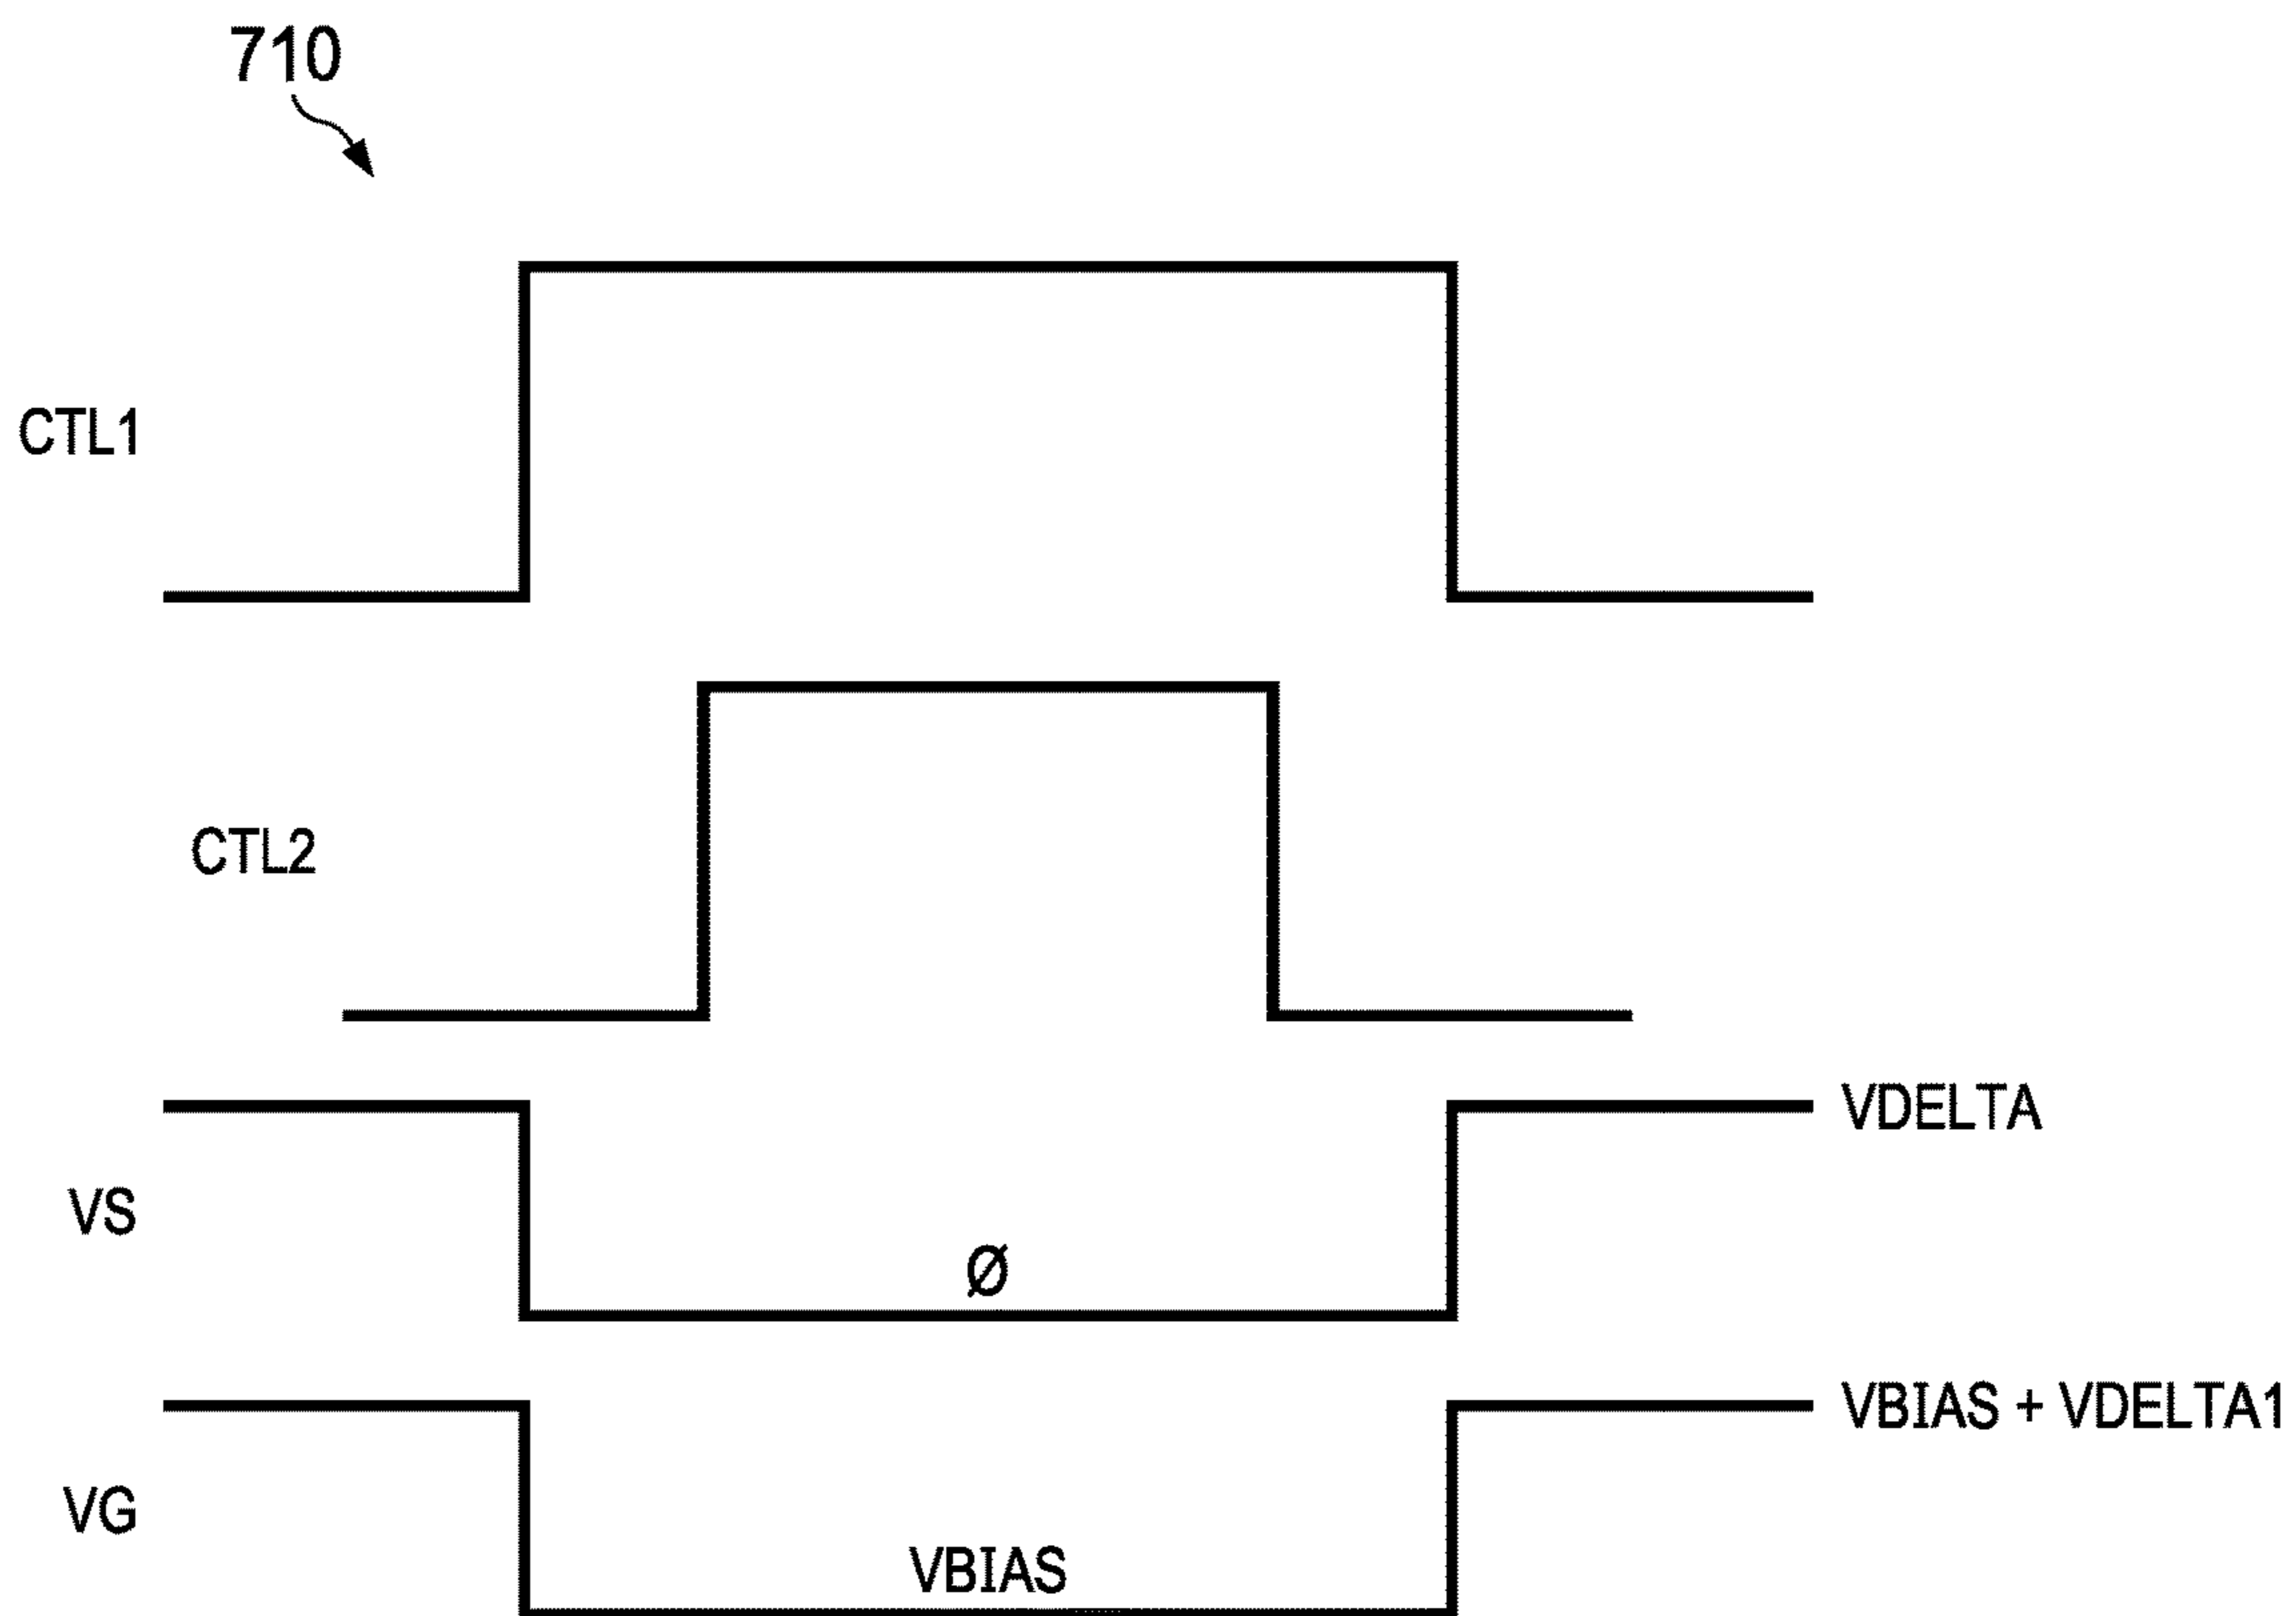 710
CTL1
CTL2
VDELTA
VS
Ø
VBIAS + VDELTA1
VG
VBIAS